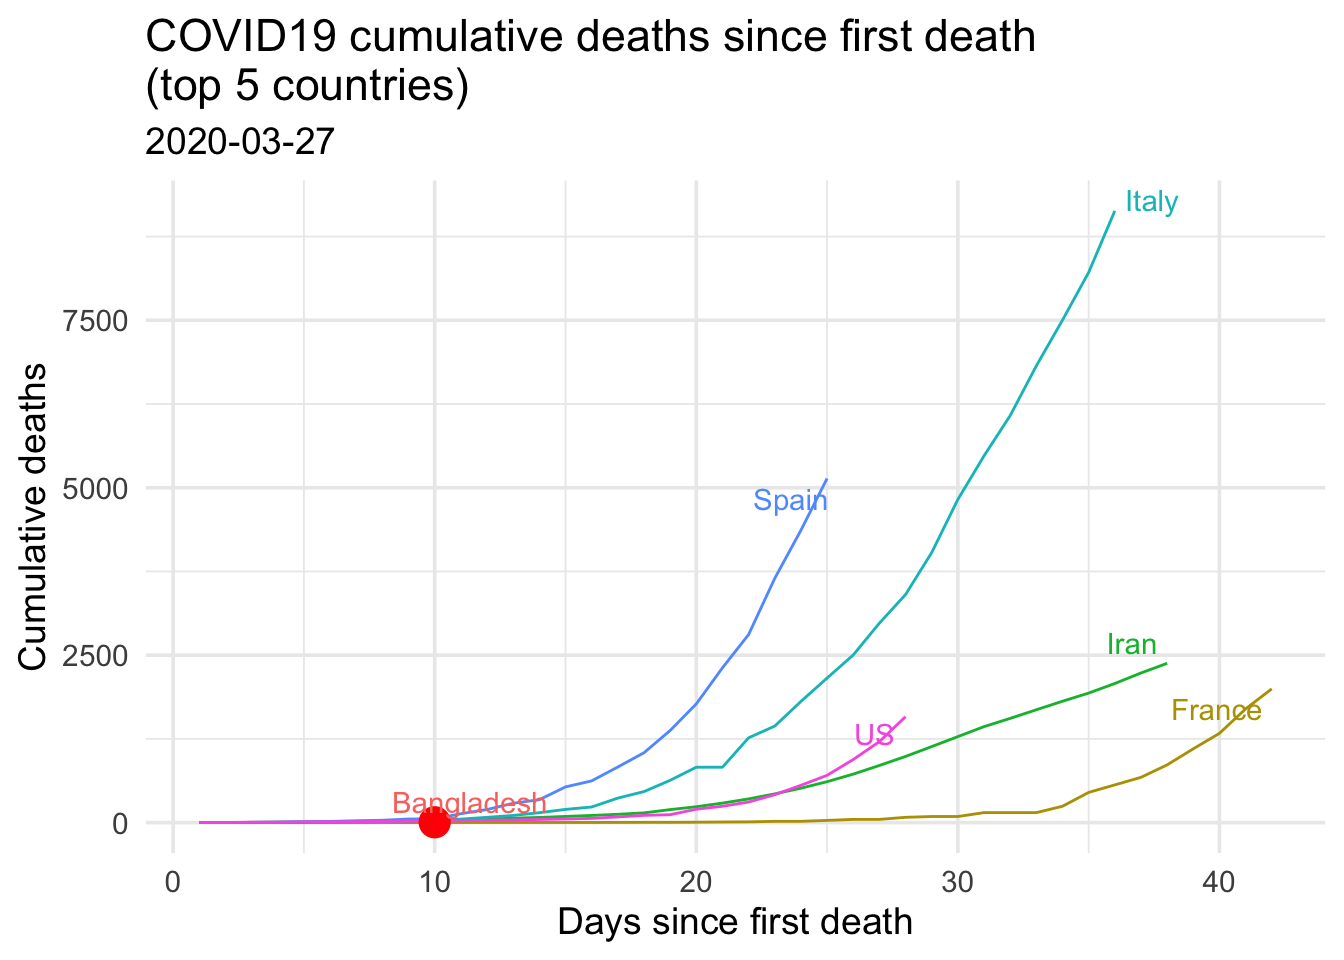 COVID19 cumulative deaths since first death
(top 5 countries)
2020-03-27
Italy
7500
Cumulative deaths
5000
Spain
2500
Iran
France
US
Bangladesh
0
0
10
20
30
40
Days since first death